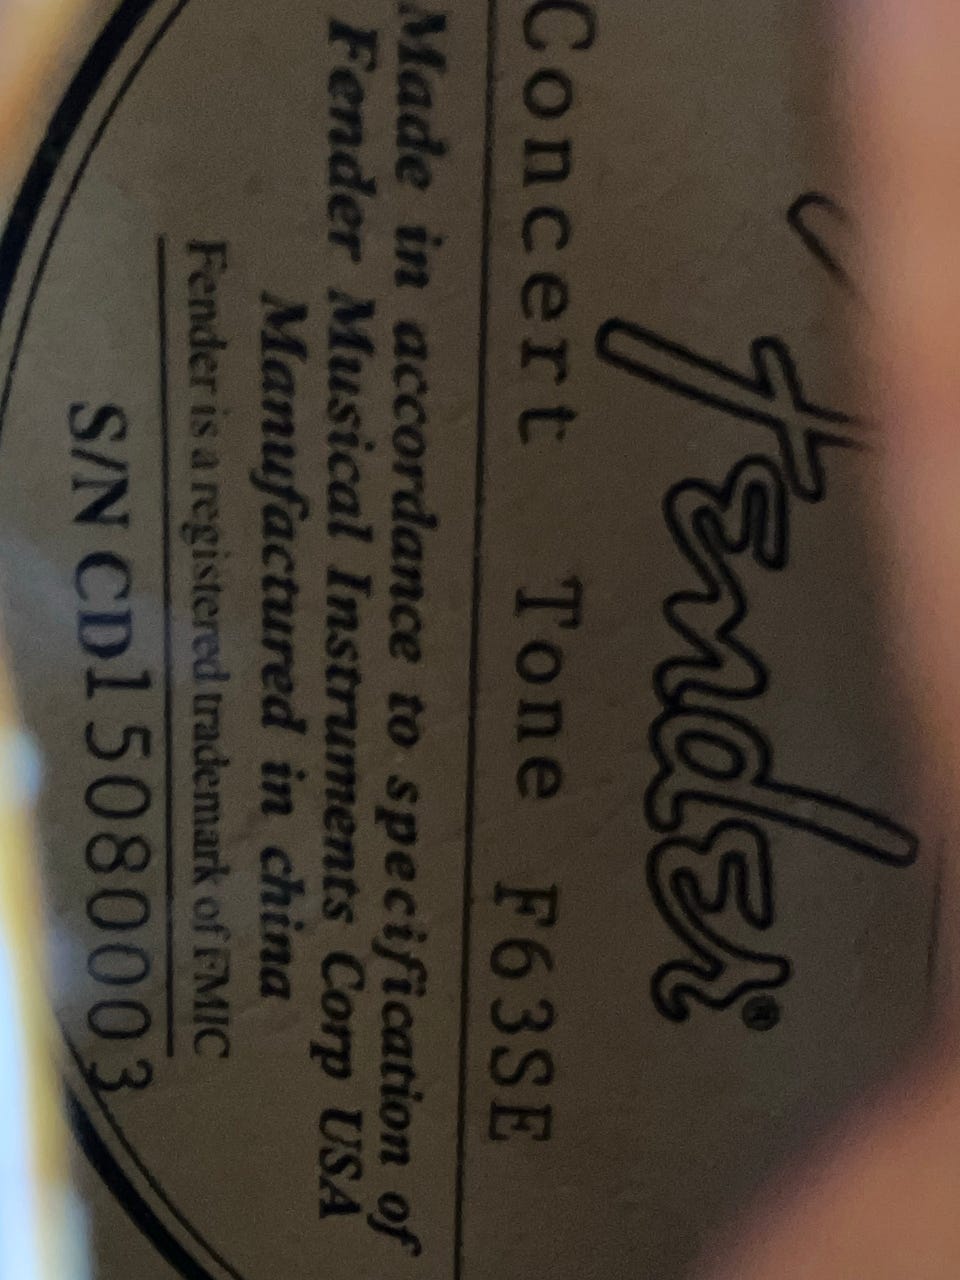 Fender®
Concert Tone F63SE
Made in accordance to specification of
Fender Musical Instruments Corp USA
Manufactured in china
Fender is a registered trademark of FMIC
S/N CD15080003